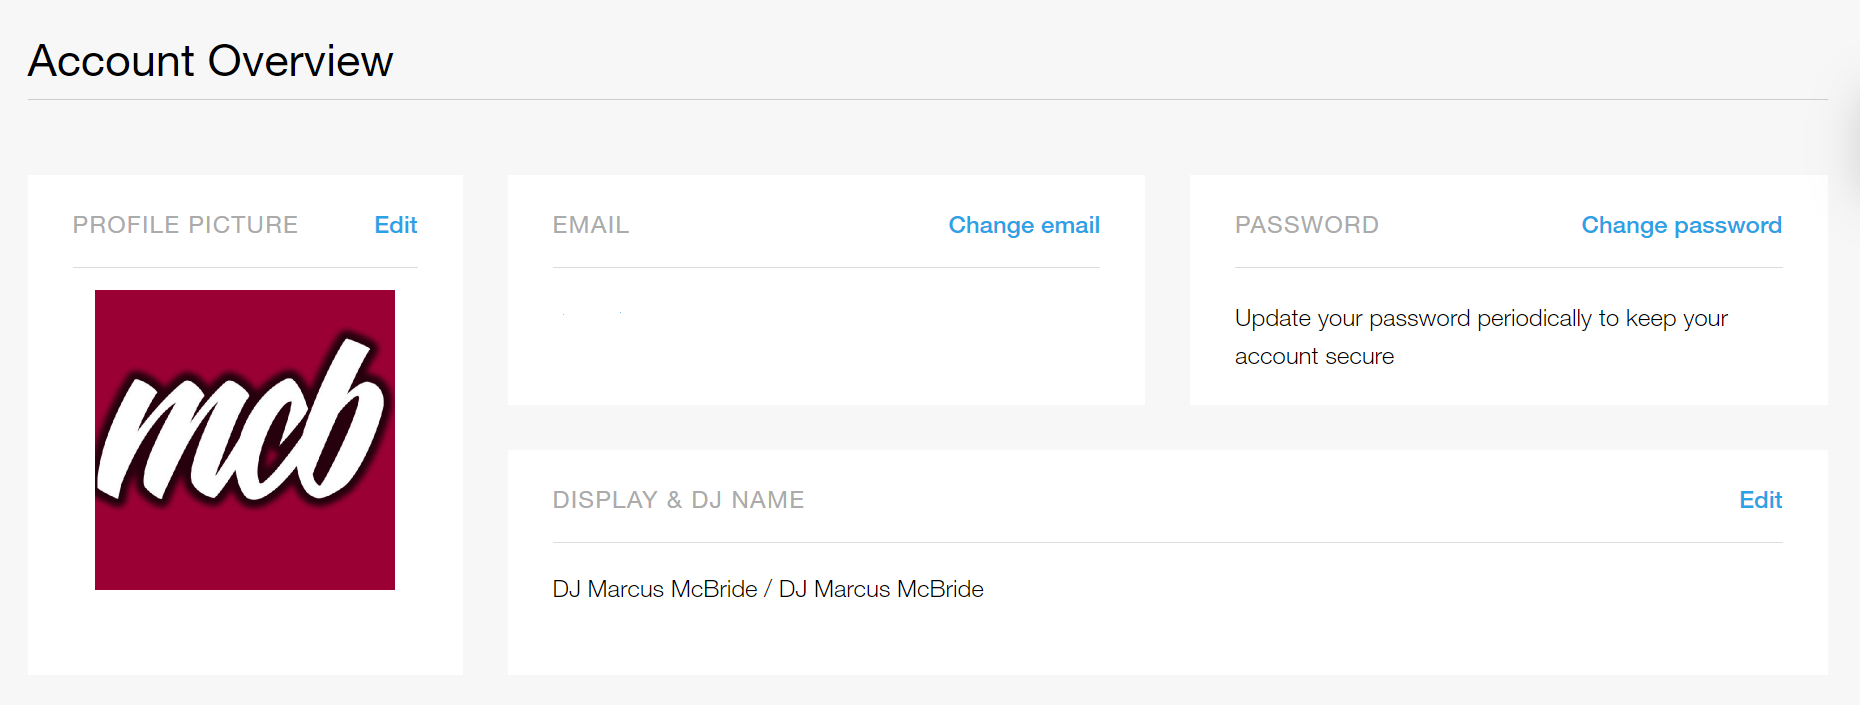 Account Overview
PROFILE PICTURE Edit
mcb
EMAIL Change email
PASSWORD Change password
Update your password periodically to keep your
account secure
DISPLAY & DJ NAME Edit
DJ Marcus McBride / DJ Marcus McBride